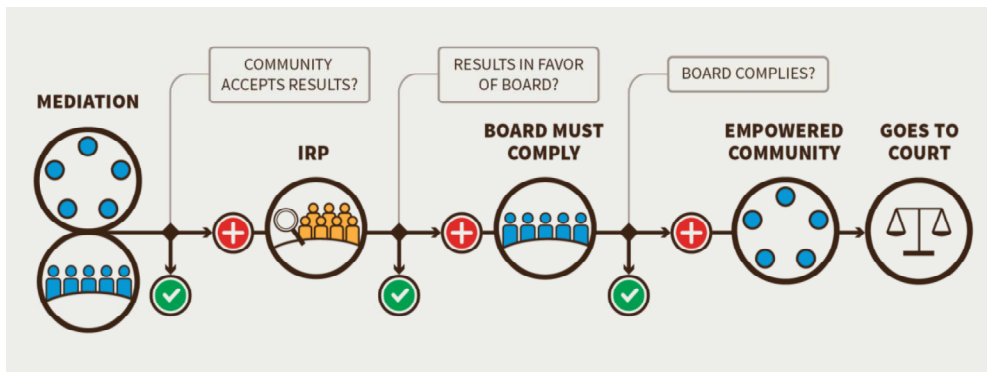 COMMUNITY
ACCEPTS RESULTS?
RESULTS IN FAVOR
OF BOARD?
BOARD COMPLIES?
MEDIATION
IRP
BOARD MUST
COMPLY
EMPOWERED
COMMUNITY
GOES TO
COURT